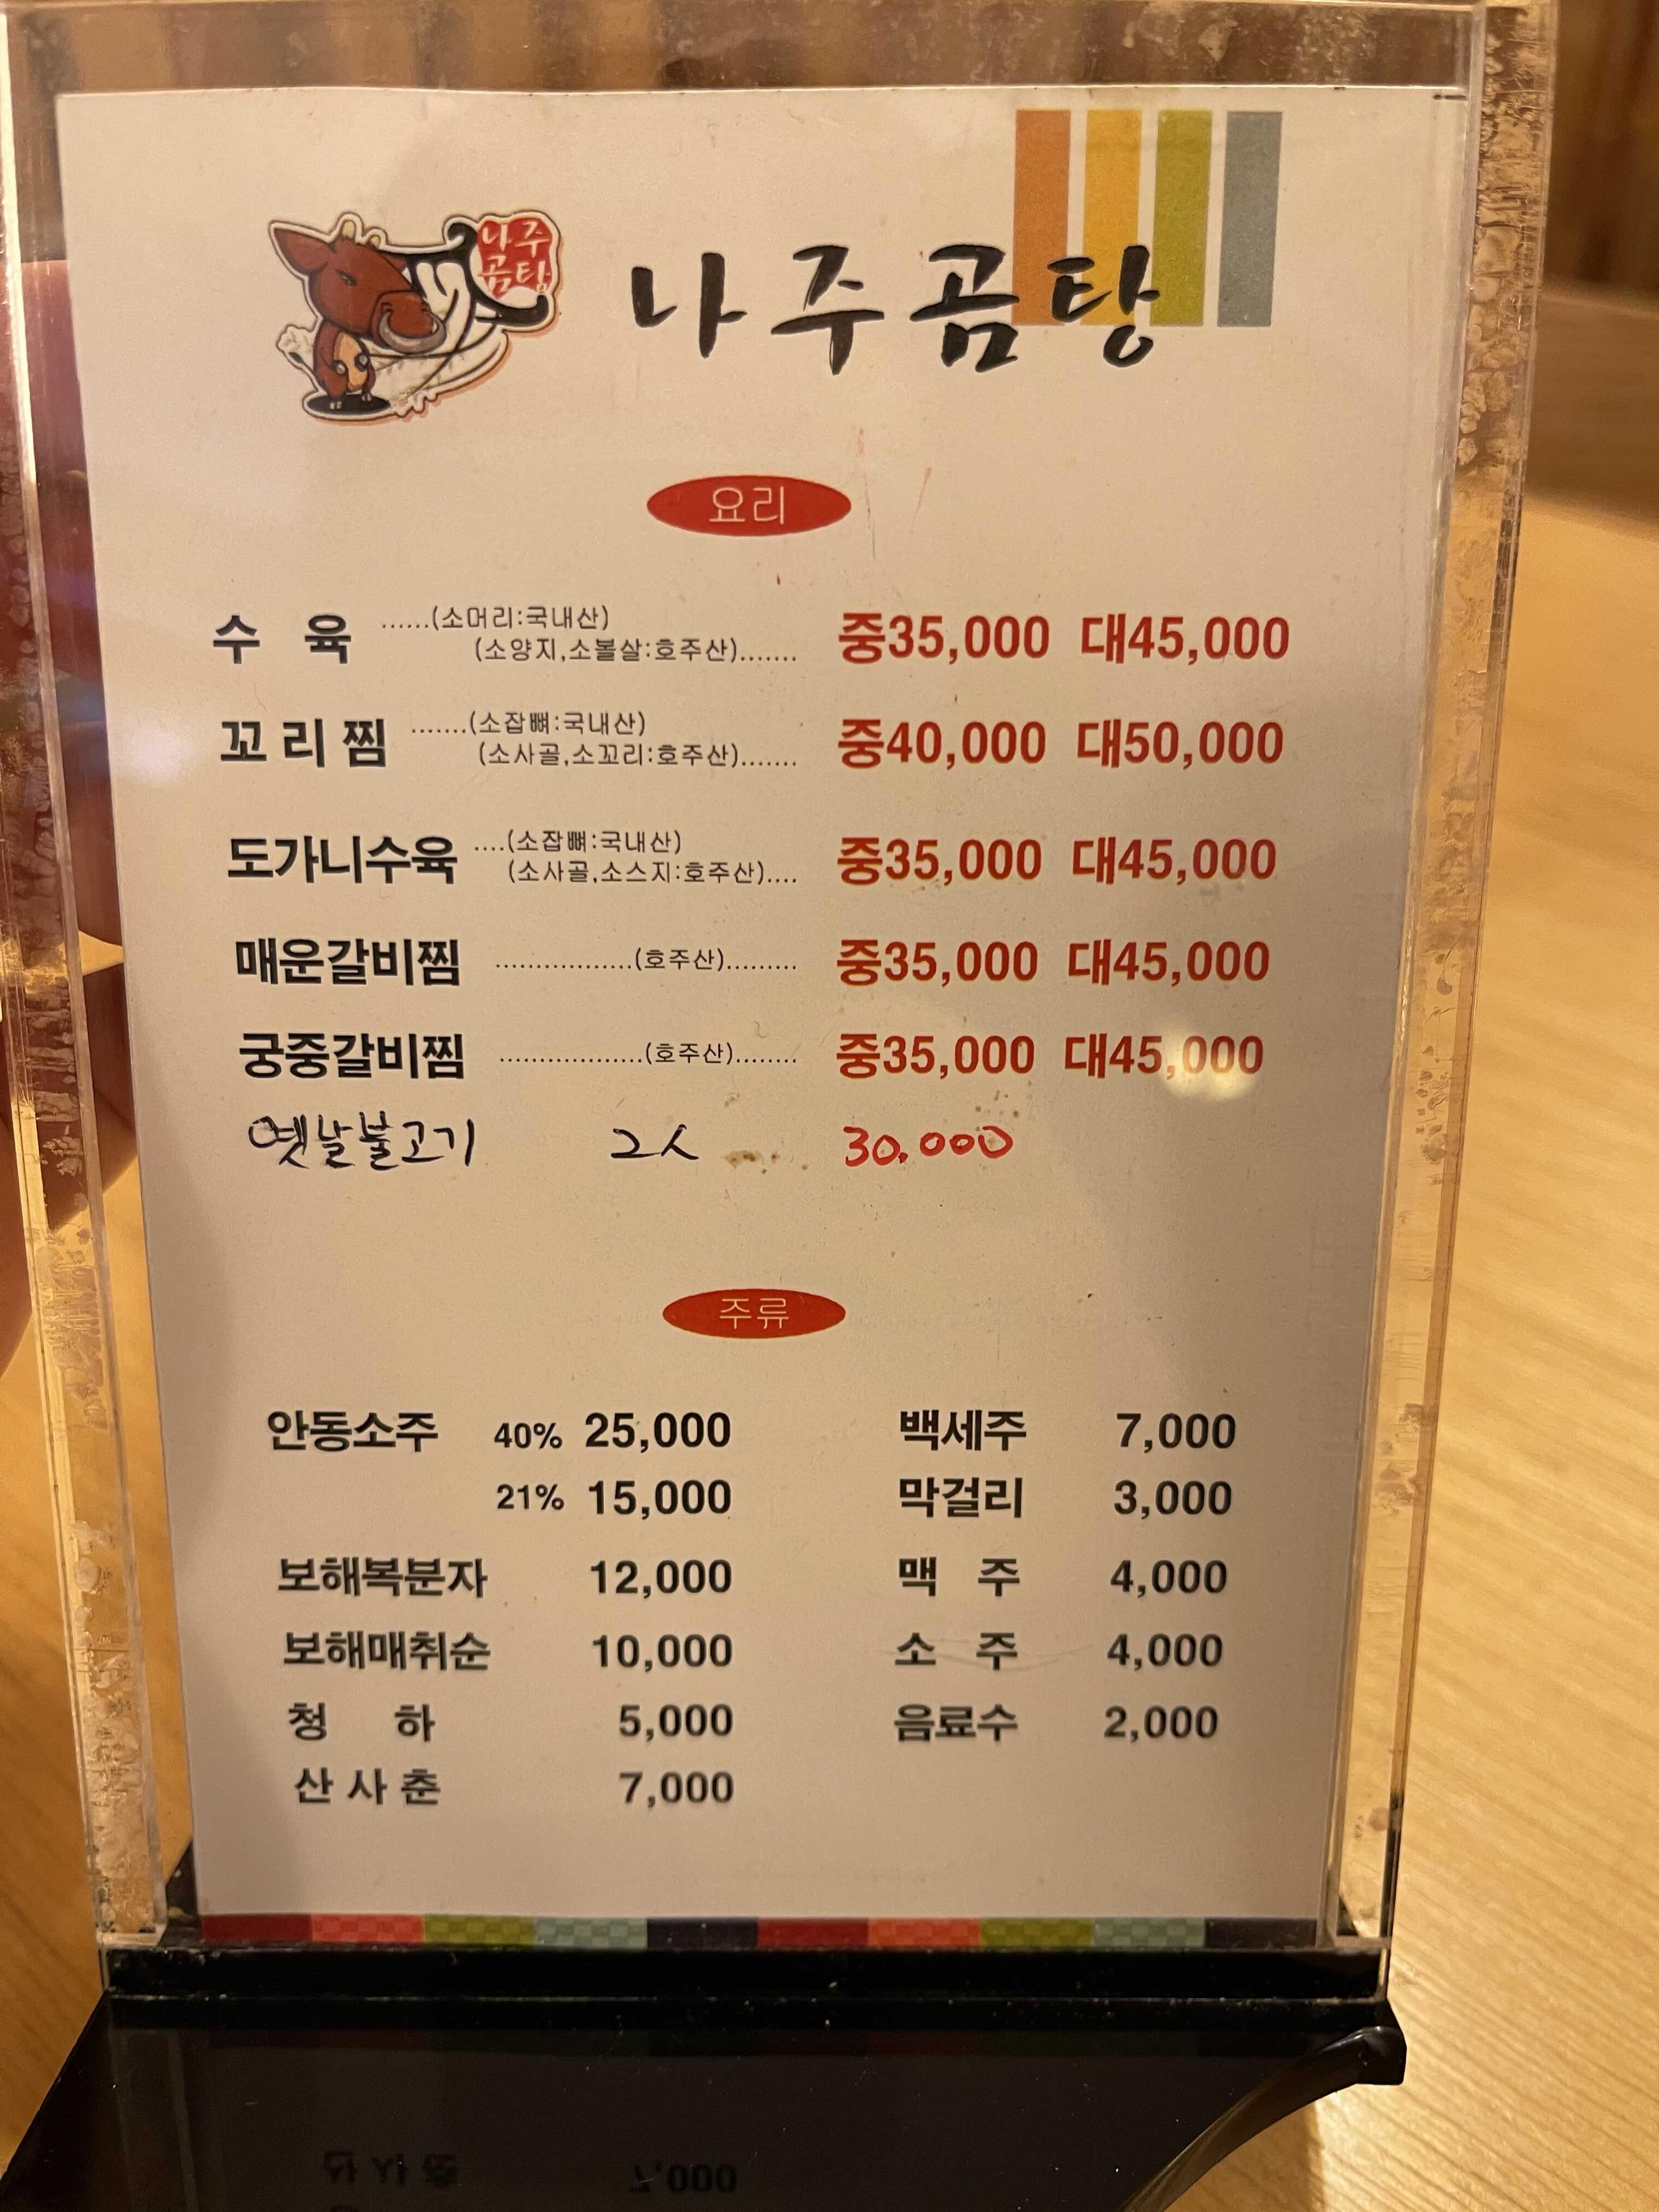 나주
곰탕
나주곰탕
요리
수 육 ......(소머리:국내산)
(소양지,소볼살:호주산)....... 중35,000 대45,000
꼬리찜 .......(소잡뼈:국내산)
(소사골,소꼬리:호주산)....... 중40,000 대50,000
도가니수육 ....(소잡뼈:국내산)
(소사골,소스지:호주산).... 중35,000 대45,000
매운갈비찜 .................(호주산)......... 중35,000 대45,000
궁중갈비찜 ..................(호주산)........ 중35,000 대45,000
옛날불고기 2人 30.000
주류
안동소주 40% 25,000 백세주 7,000
21% 15,000 막걸리 3,000
보해복분자 12,000 맥 주 4,000
보해매취순 10,000 소 주 4,000
청 하 5,000 음료수 2,000
산사춘 7,000